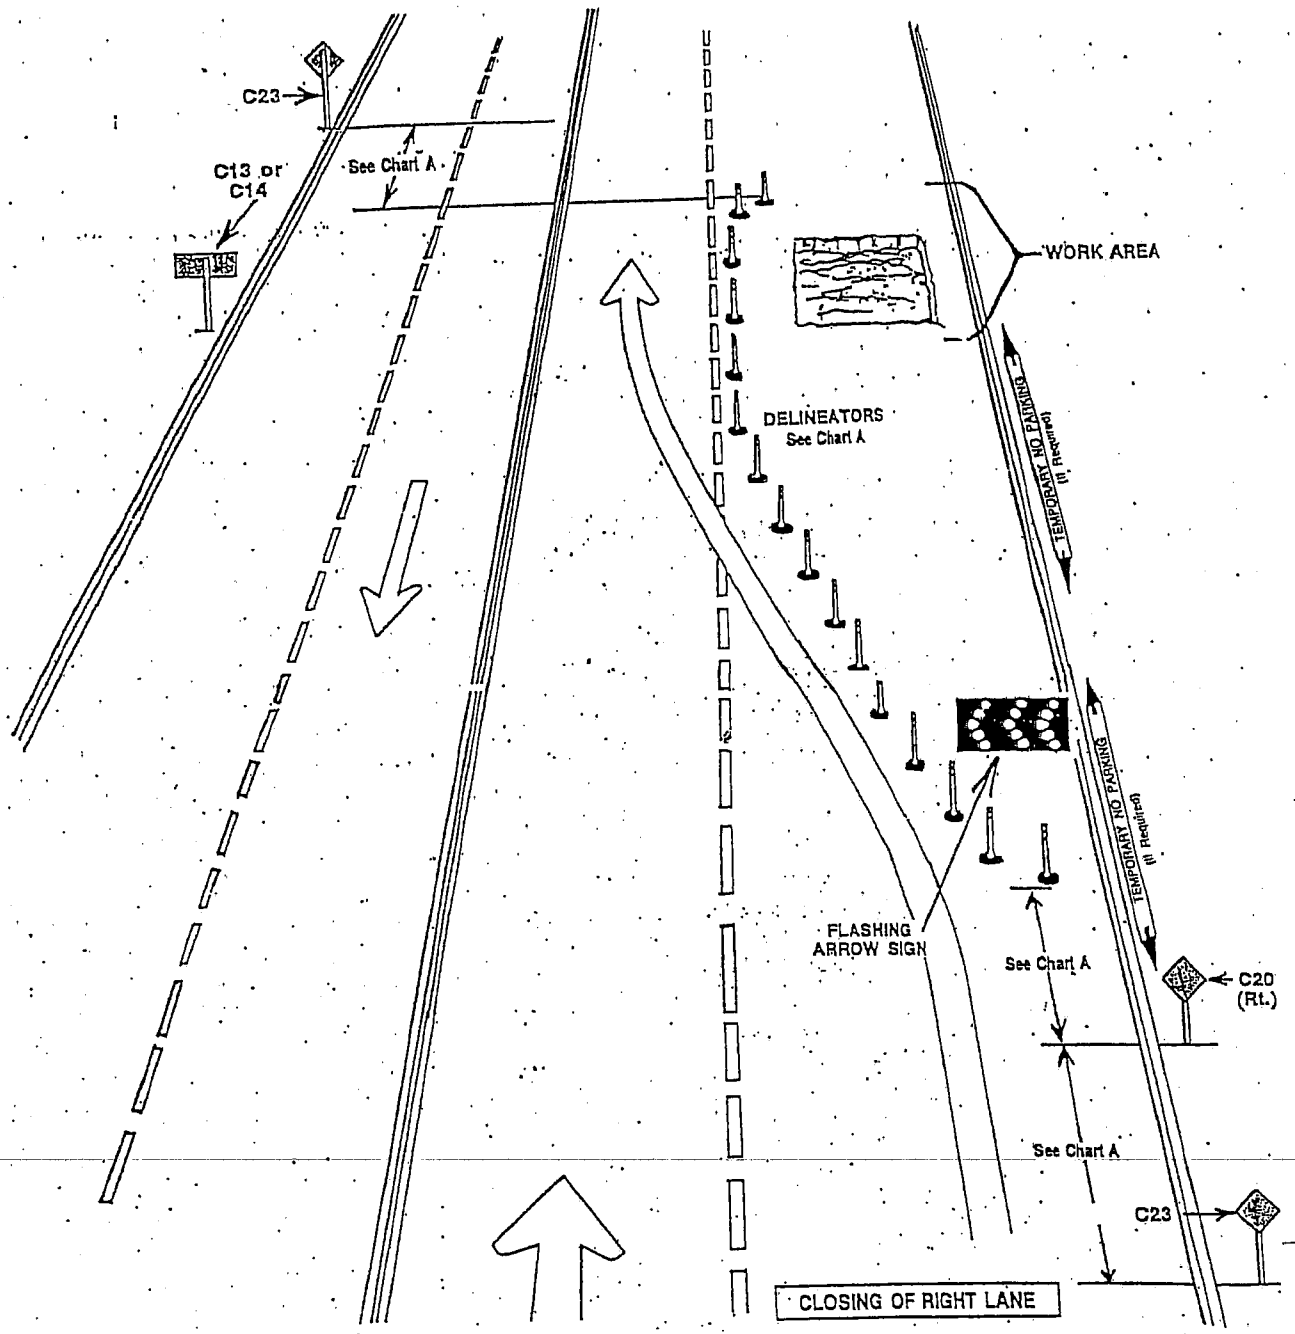 C23
See Chart A
C13 or
C14
WORK AREA
TEMPORARY NO PARKING
(If Required)
DELINEATORS
See Chart A
TEMPORARY NO PARKING
(If Required)
FLASHING
ARROW SIGN
See Chart A
C20
(Rt.)
See Chart A
C23
CLOSING OF RIGHT LANE